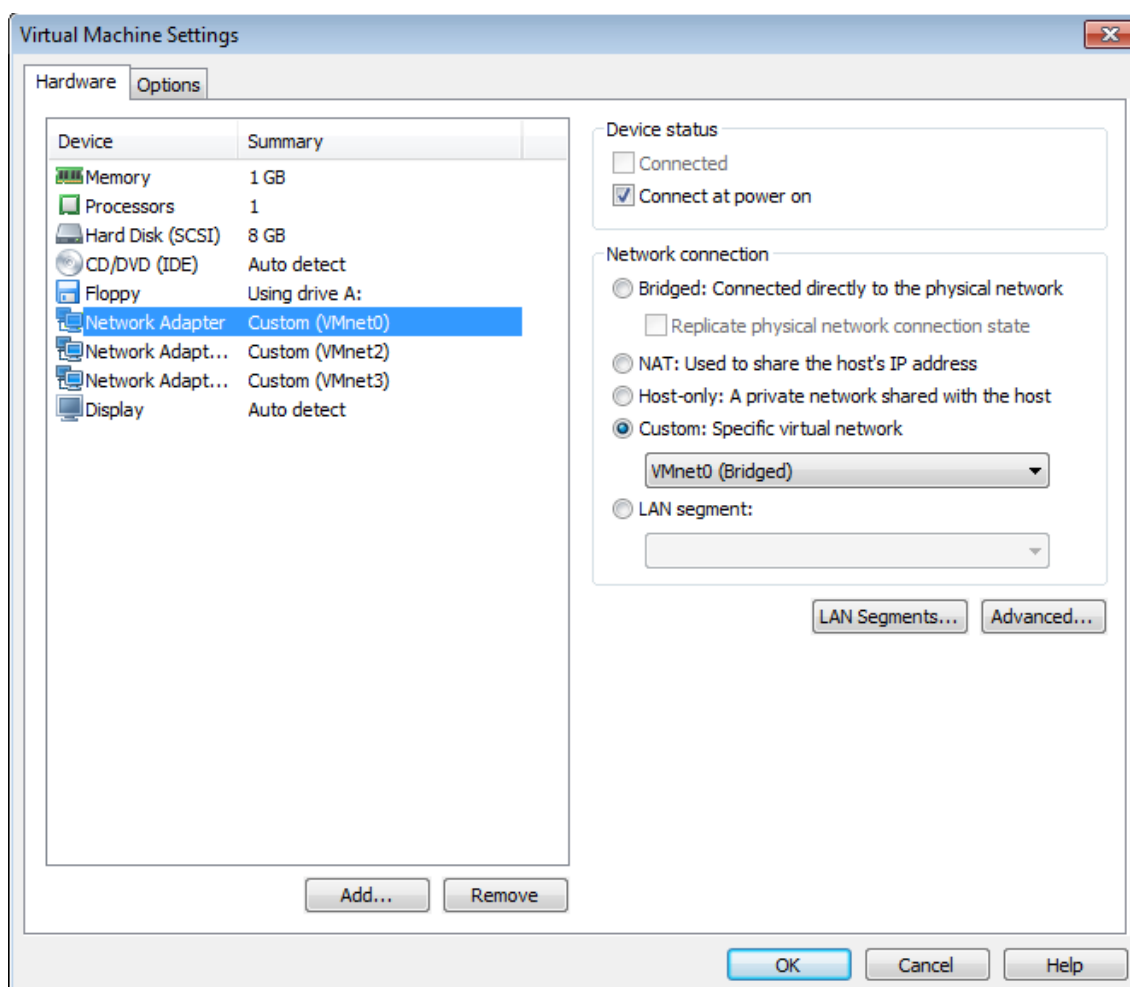 Virtual Machine Settings
Hardware Options
Device Summary
Memory 1 GB
Processors 1
Hard Disk (SCSI) 8 GB
CD/DVD (IDE) Auto detect
Floppy Using drive A:
Network Adapter Custom (VMnet0)
Network Adapt... Custom (VMnet2)
Network Adapt... Custom (VMnet3)
Display Auto detect
Add... Remove
Device status
Connected
Connect at power on
Network connection
Bridged: Connected directly to the physical network
Replicate physical network connection state
NAT: Used to share the host's IP address
Host-only: A private network shared with the host
Custom: Specific virtual network
VMnet0 (Bridged)
LAN segment:
LAN Segments... Advanced...
OK Cancel Help